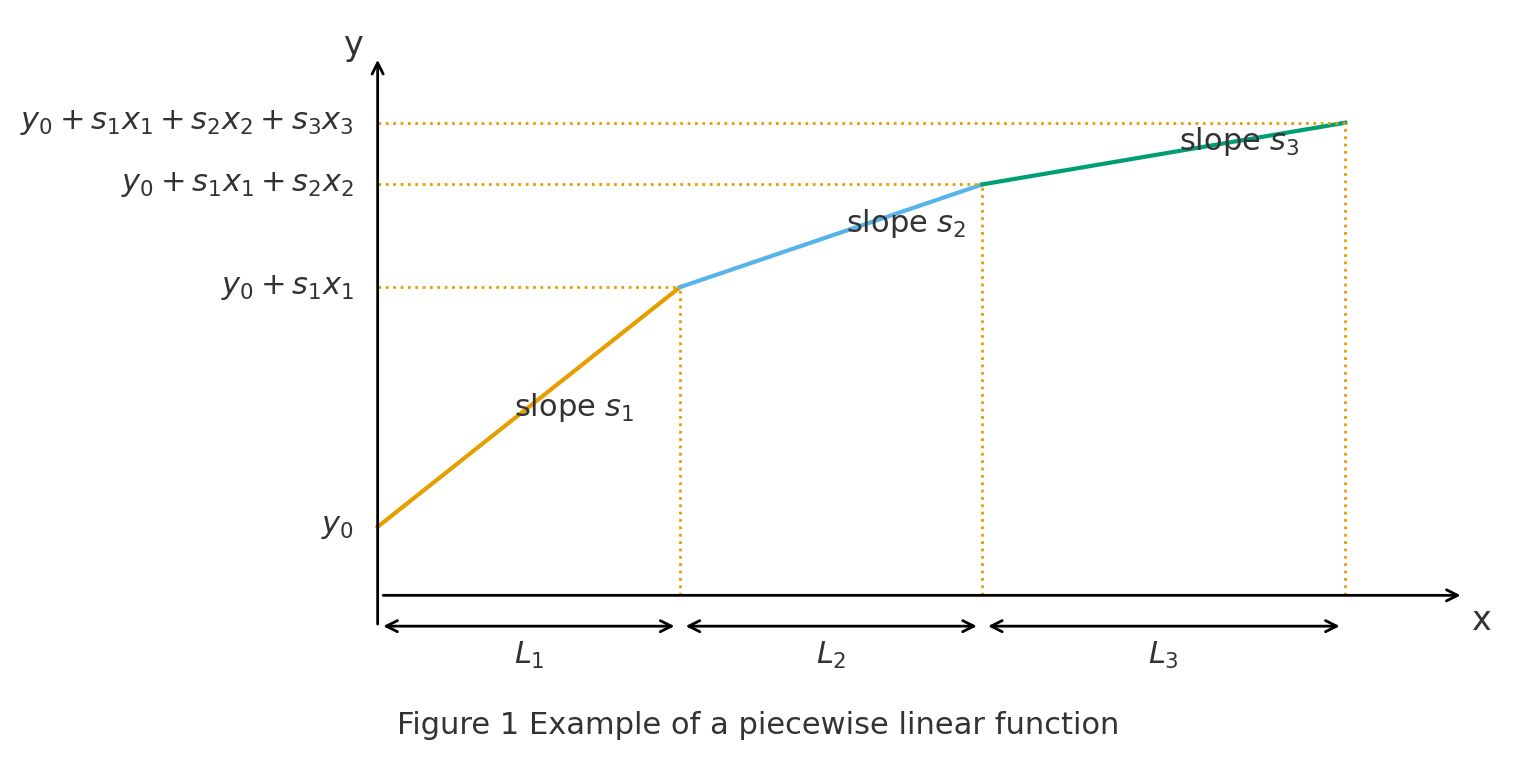 y
y₀ + s₁x₁ + s₂x₂ + s₃x₃
slope s₃
y₀ + s₁x₁ + s₂x₂
slope s₂
y₀ + s₁x₁
slope s₁
y₀
x
L₁ L₂ L₃
Figure 1 Example of a piecewise linear function